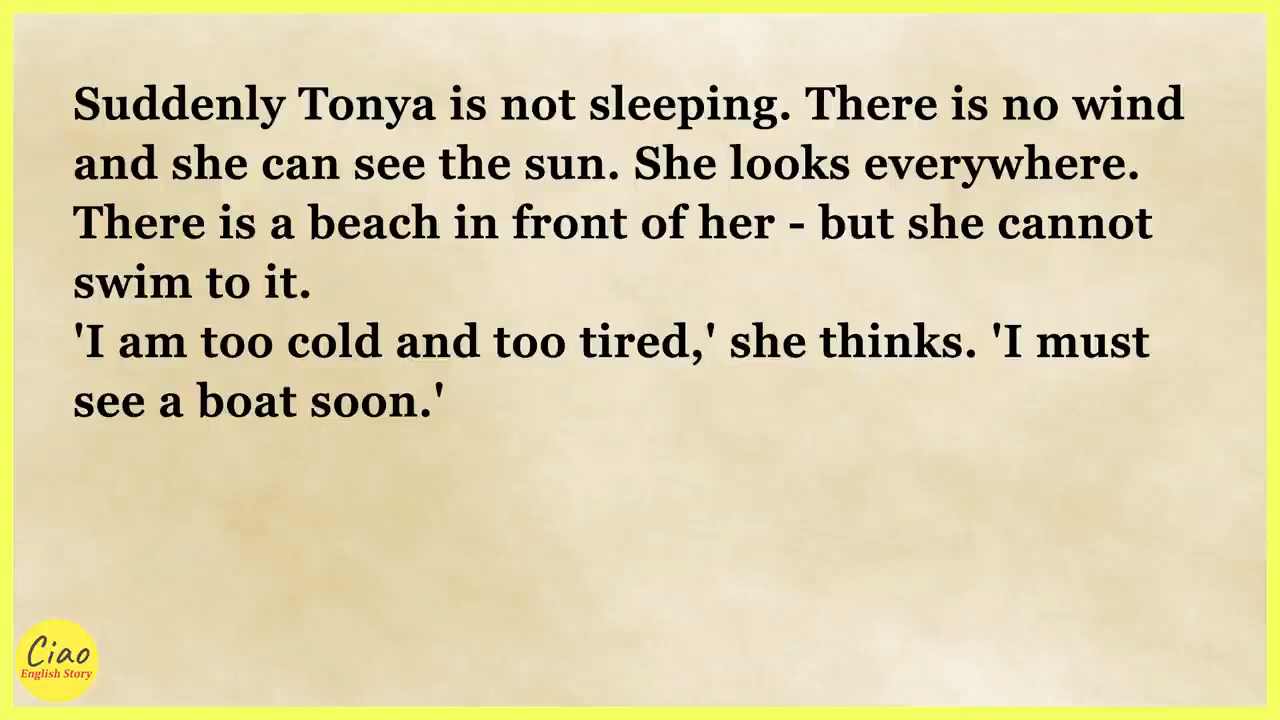 Suddenly Tonya is not sleeping. There is no wind
and she can see the sun. She looks everywhere.
There is a beach in front of her - but she cannot
swim to it.
'I am too cold and too tired,' she thinks. 'I must
see a boat soon.'
Ciao
English Story